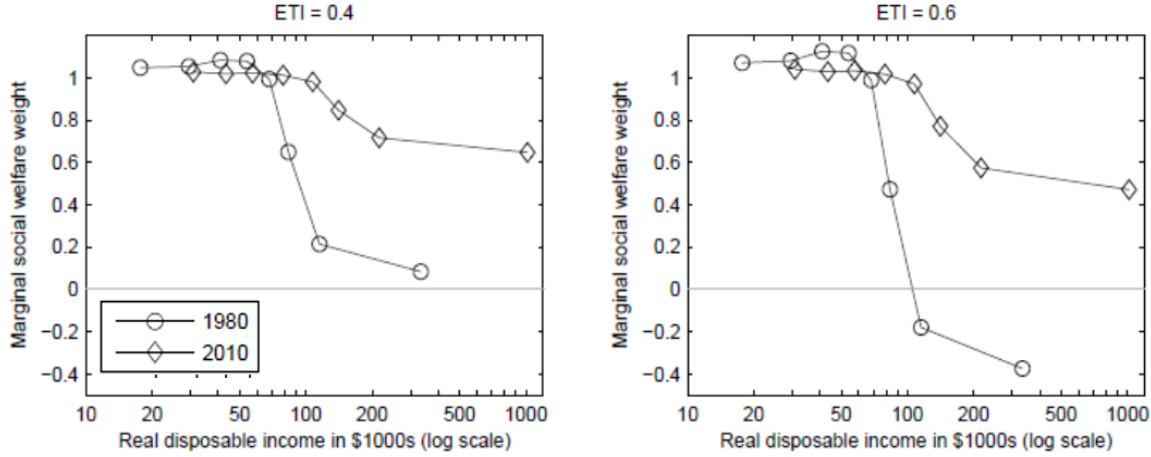 ETI = 0.4
Marginal social welfare weight
1
0.8
0.6
0.4
0.2
0
−0.2
−0.4
1980
2010
10 20 50 100 200 500 1000
Real disposable income in $1000s (log scale)
ETI = 0.6
Marginal social welfare weight
1
0.8
0.6
0.4
0.2
0
−0.2
−0.4
10 20 50 100 200 500 1000
Real disposable income in $1000s (log scale)